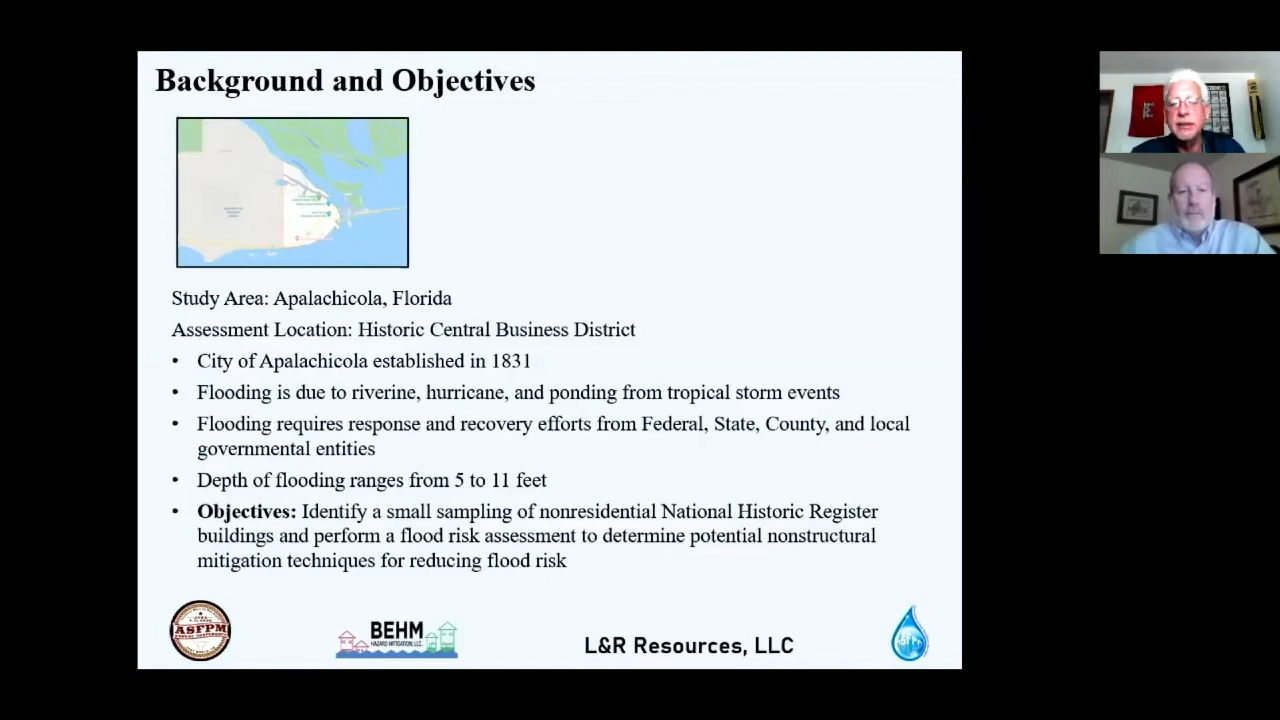 Background and Objectives
Study Area: Apalachicola, Florida
Assessment Location: Historic Central Business District
• City of Apalachicola established in 1831
• Flooding is due to riverine, hurricane, and ponding from tropical storm events
• Flooding requires response and recovery efforts from Federal, State, County, and local
governmental entities
• Depth of flooding ranges from 5 to 11 feet
• Objectives: Identify a small sampling of nonresidential National Historic Register
buildings and perform a flood risk assessment to determine potential nonstructural
mitigation techniques for reducing flood risk
ASFPM
BEHM
HAZARD MITIGATION, LLC
L&R Resources, LLC